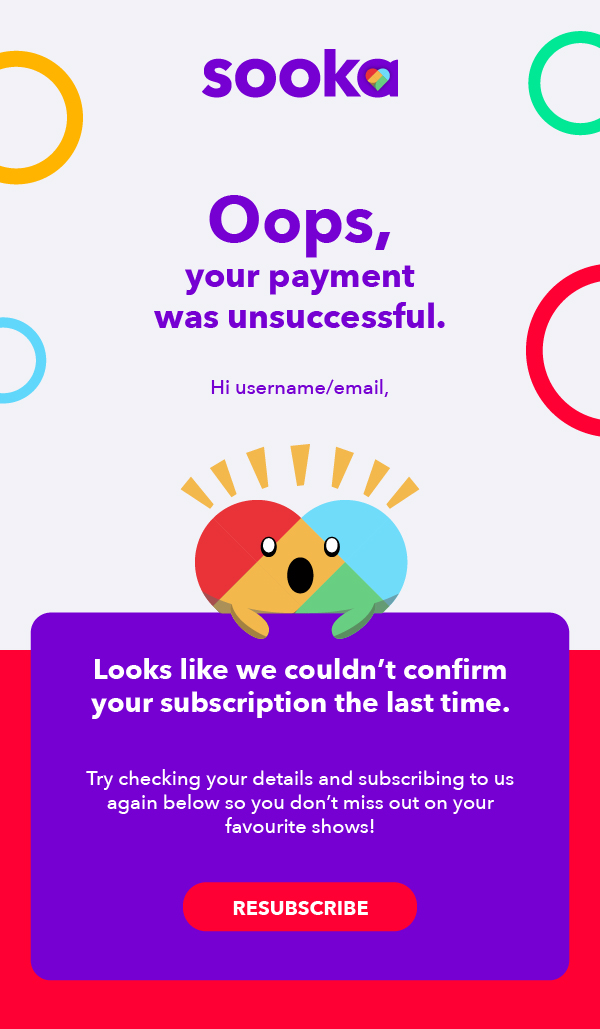 sooka
Oops,
your payment
was unsuccessful.
Hi username/email,
Looks like we couldn’t confirm
your subscription the last time.
Try checking your details and subscribing to us
again below so you don’t miss out on your
favourite shows!
RESUBSCRIBE